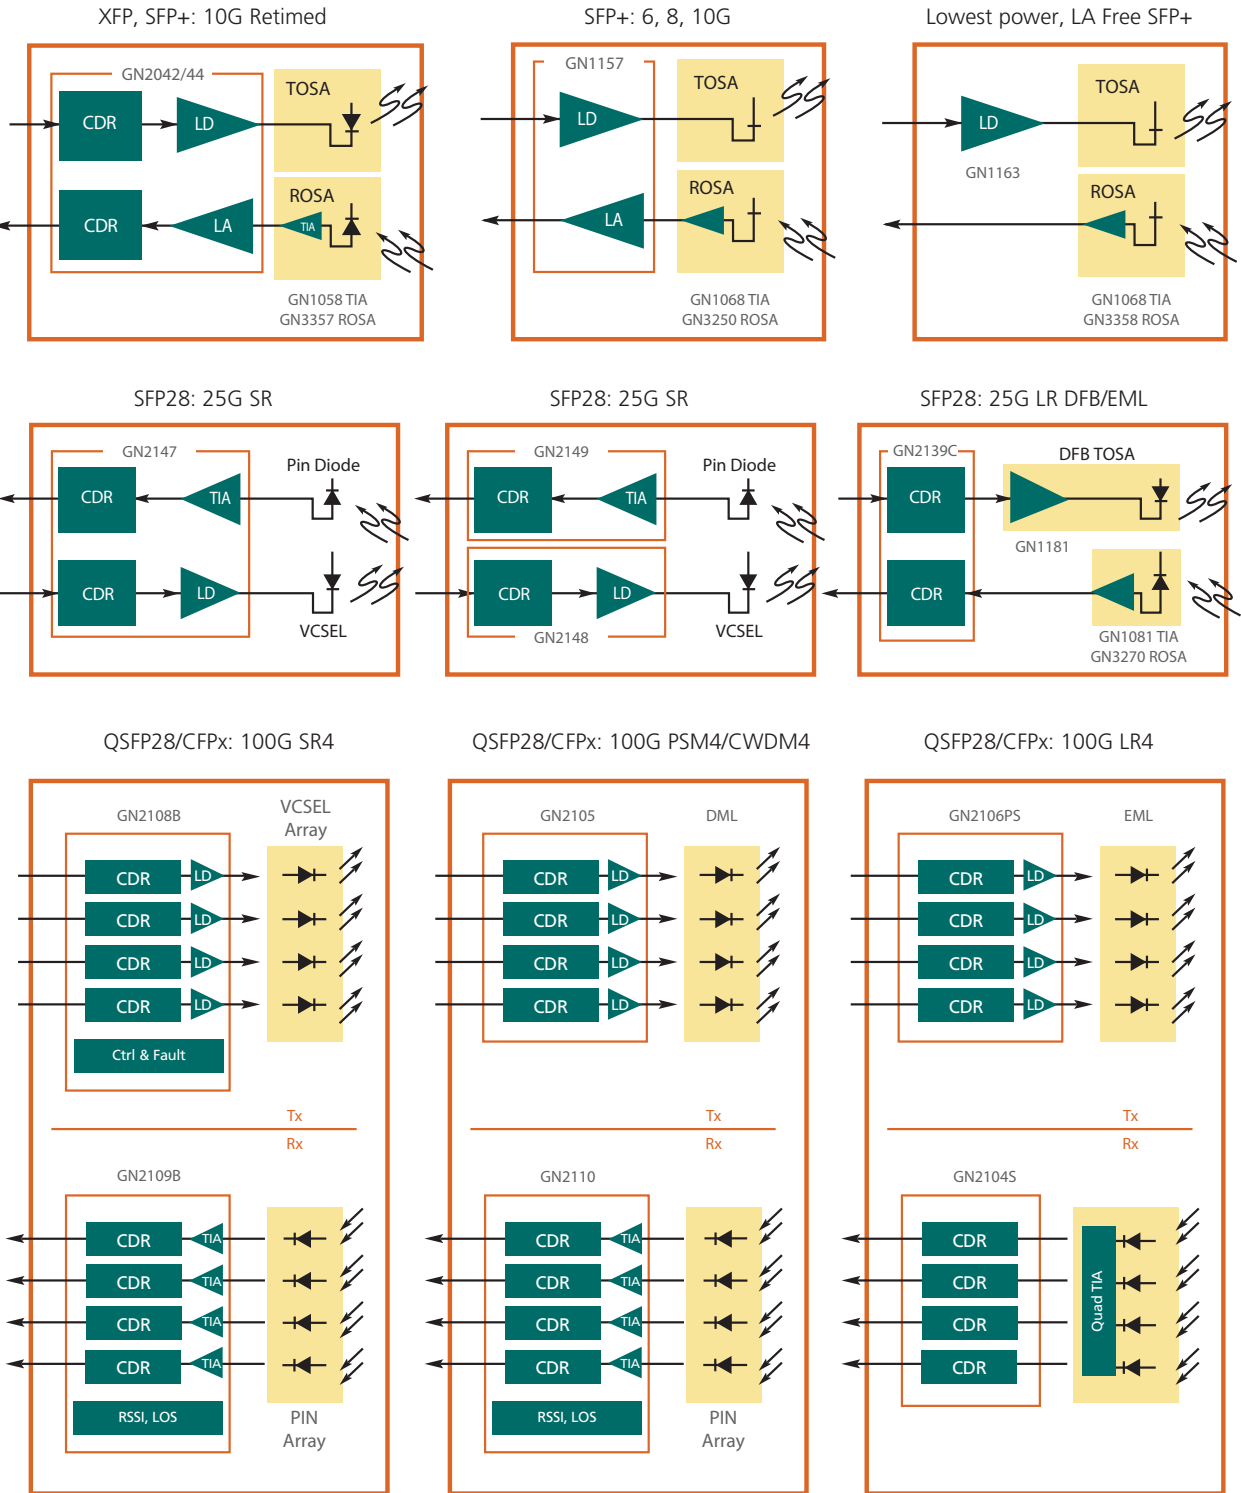 XFP, SFP+: 10G Retimed
GN2042/44
TOSA
CDR
LD
ROSA
CDR
LA
TIA
GN1058 TIA
GN3357 ROSA
SFP+: 6, 8, 10G
GN1157
TOSA
LD
ROSA
LA
GN1068 TIA
GN3250 ROSA
Lowest power, LA Free SFP+
TOSA
LD
GN1163
ROSA
GN1068 TIA
GN3358 ROSA
SFP28: 25G SR
GN2147
Pin Diode
CDR
TIA
CDR
LD
VCSEL
SFP28: 25G SR
GN2149
Pin Diode
CDR
TIA
CDR
LD
GN2148
VCSEL
SFP28: 25G LR DFB/EML
GN2139C
DFB TOSA
CDR
GN1181
CDR
GN1081 TIA
GN3270 ROSA
QSFP28/CFPx: 100G SR4
GN2108B
VCSEL
Array
CDR
LD
CDR
LD
CDR
LD
CDR
LD
Ctrl & Fault
Tx
Rx
GN2109B
CDR
TIA
CDR
TIA
CDR
TIA
CDR
TIA
RSSI, LOS
PIN
Array
QSFP28/CFPx: 100G PSM4/CWDM4
GN2105
DML
CDR
LD
CDR
LD
CDR
LD
CDR
LD
Tx
Rx
GN2110
CDR
TIA
CDR
TIA
CDR
TIA
CDR
TIA
RSSI, LOS
PIN
Array
QSFP28/CFPx: 100G LR4
GN2106PS
EML
CDR
LD
CDR
LD
CDR
LD
CDR
LD
Tx
Rx
GN2104S
CDR
CDR
CDR
CDR
Quad TIA